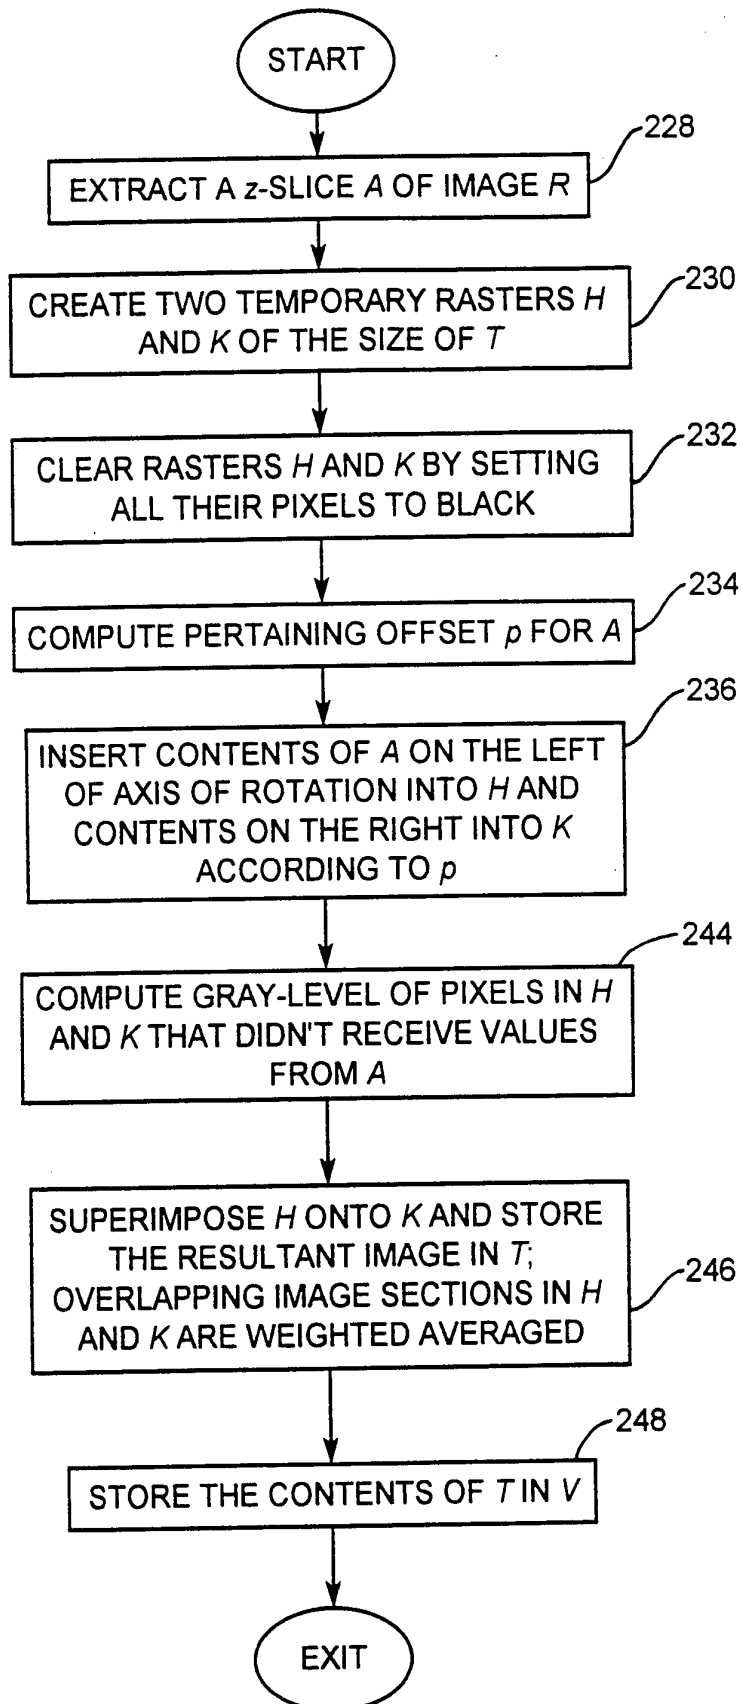 START
228
EXTRACT A z-SLICE A OF IMAGE R
230
CREATE TWO TEMPORARY RASTERS H
AND K OF THE SIZE OF T
232
CLEAR RASTERS H AND K BY SETTING
ALL THEIR PIXELS TO BLACK
234
COMPUTE PERTAINING OFFSET p FOR A
236
INSERT CONTENTS OF A ON THE LEFT
OF AXIS OF ROTATION INTO H AND
CONTENTS ON THE RIGHT INTO K
ACCORDING TO p
244
COMPUTE GRAY-LEVEL OF PIXELS IN H
AND K THAT DIDN'T RECEIVE VALUES
FROM A
SUPERIMPOSE H ONTO K AND STORE
THE RESULTANT IMAGE IN T;
246
OVERLAPPING IMAGE SECTIONS IN H
AND K ARE WEIGHTED AVERAGED
248
STORE THE CONTENTS OF T IN V
EXIT